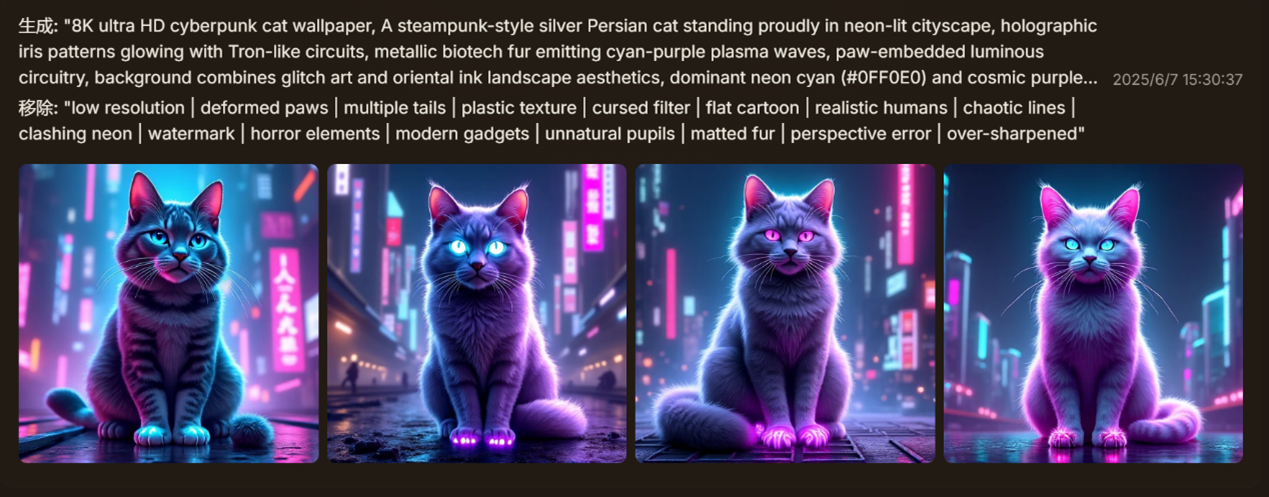 生成: "8K ultra HD cyberpunk cat wallpaper, A steampunk-style silver Persian cat standing proudly in neon-lit cityscape, holographic
iris patterns glowing with Tron-like circuits, metallic biotech fur emitting cyan-purple plasma waves, paw-embedded luminous
circuitry, background combines glitch art and oriental ink landscape aesthetics, dominant neon cyan (#0FF0E0) and cosmic purple...
2025/6/7 15:30:37
移除: "low resolution | deformed paws | multiple tails | plastic texture | cursed filter | flat cartoon | realistic humans | chaotic lines |
clashing neon | watermark | horror elements | modern gadgets | unnatural pupils | matted fur | perspective error | over-sharpened"